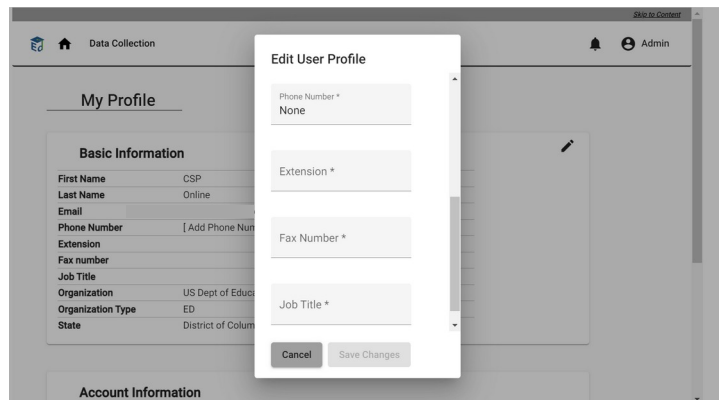 Skip to Content
Data Collection
Admin
My Profile
Basic Information
First Name CSP
Last Name Online
Email
Phone Number [ Add Phone Num
Extension
Fax number
Job Title
Organization US Dept of Educa
Organization Type ED
State District of Colum
Account Information
Edit User Profile
Phone Number *
None
Extension *
Fax Number *
Job Title *
Cancel Save Changes